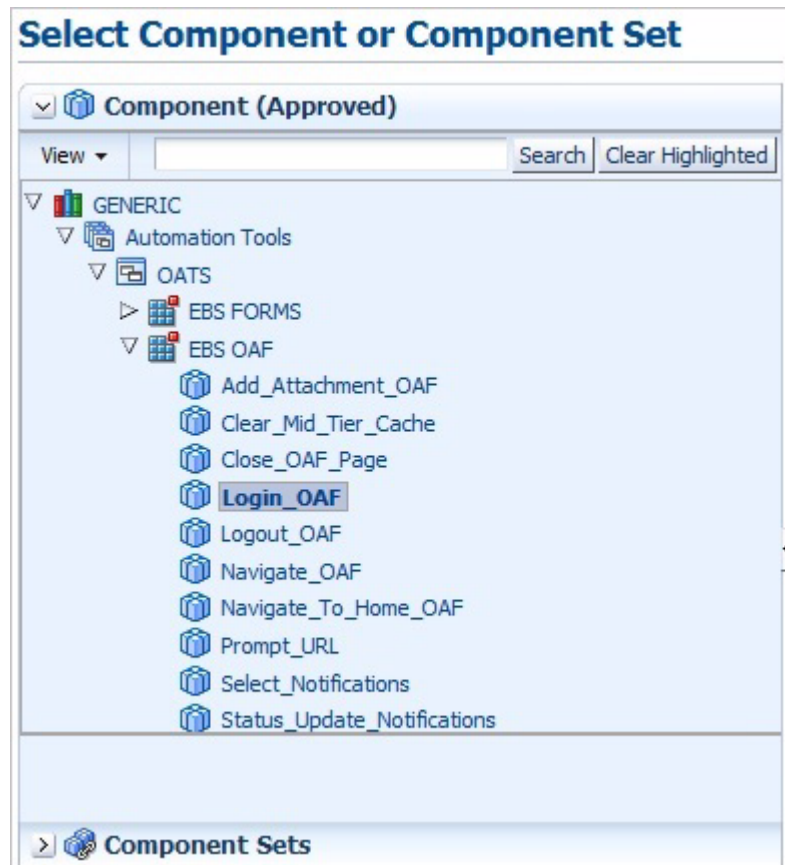 Select Component or Component Set
Component (Approved)
View Search Clear Highlighted
GENERIC
Automation Tools
OATS
EBS FORMS
EBS OAF
Add_Attachment_OAF
Clear_Mid_Tier_Cache
Close_OAF_Page
Login_OAF
Logout_OAF
Navigate_OAF
Navigate_To_Home_OAF
Prompt_URL
Select_Notifications
Status_Update_Notifications
Component Sets